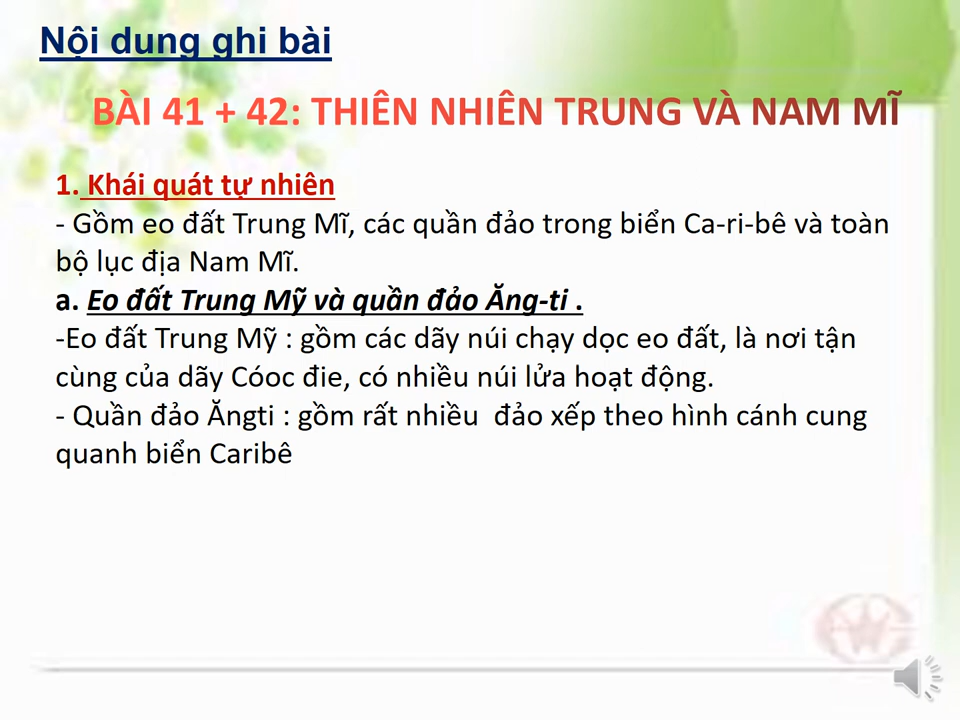 Nội dung ghi bài
BÀI 41 + 42: THIÊN NHIÊN TRUNG VÀ NAM MĨ
1. Khái quát tự nhiên
- Gồm eo đất Trung Mĩ, các quần đảo trong biển Ca-ri-bê và toàn
bộ lục địa Nam Mĩ.
a. Eo đất Trung Mỹ và quần đảo Ăng-ti .
-Eo đất Trung Mỹ : gồm các dãy núi chạy dọc eo đất, là nơi tận
cùng của dãy Cóoc đie, có nhiều núi lửa hoạt động.
- Quần đảo Ăngti : gồm rất nhiều  đảo xếp theo hình cánh cung
quanh biển Caribê